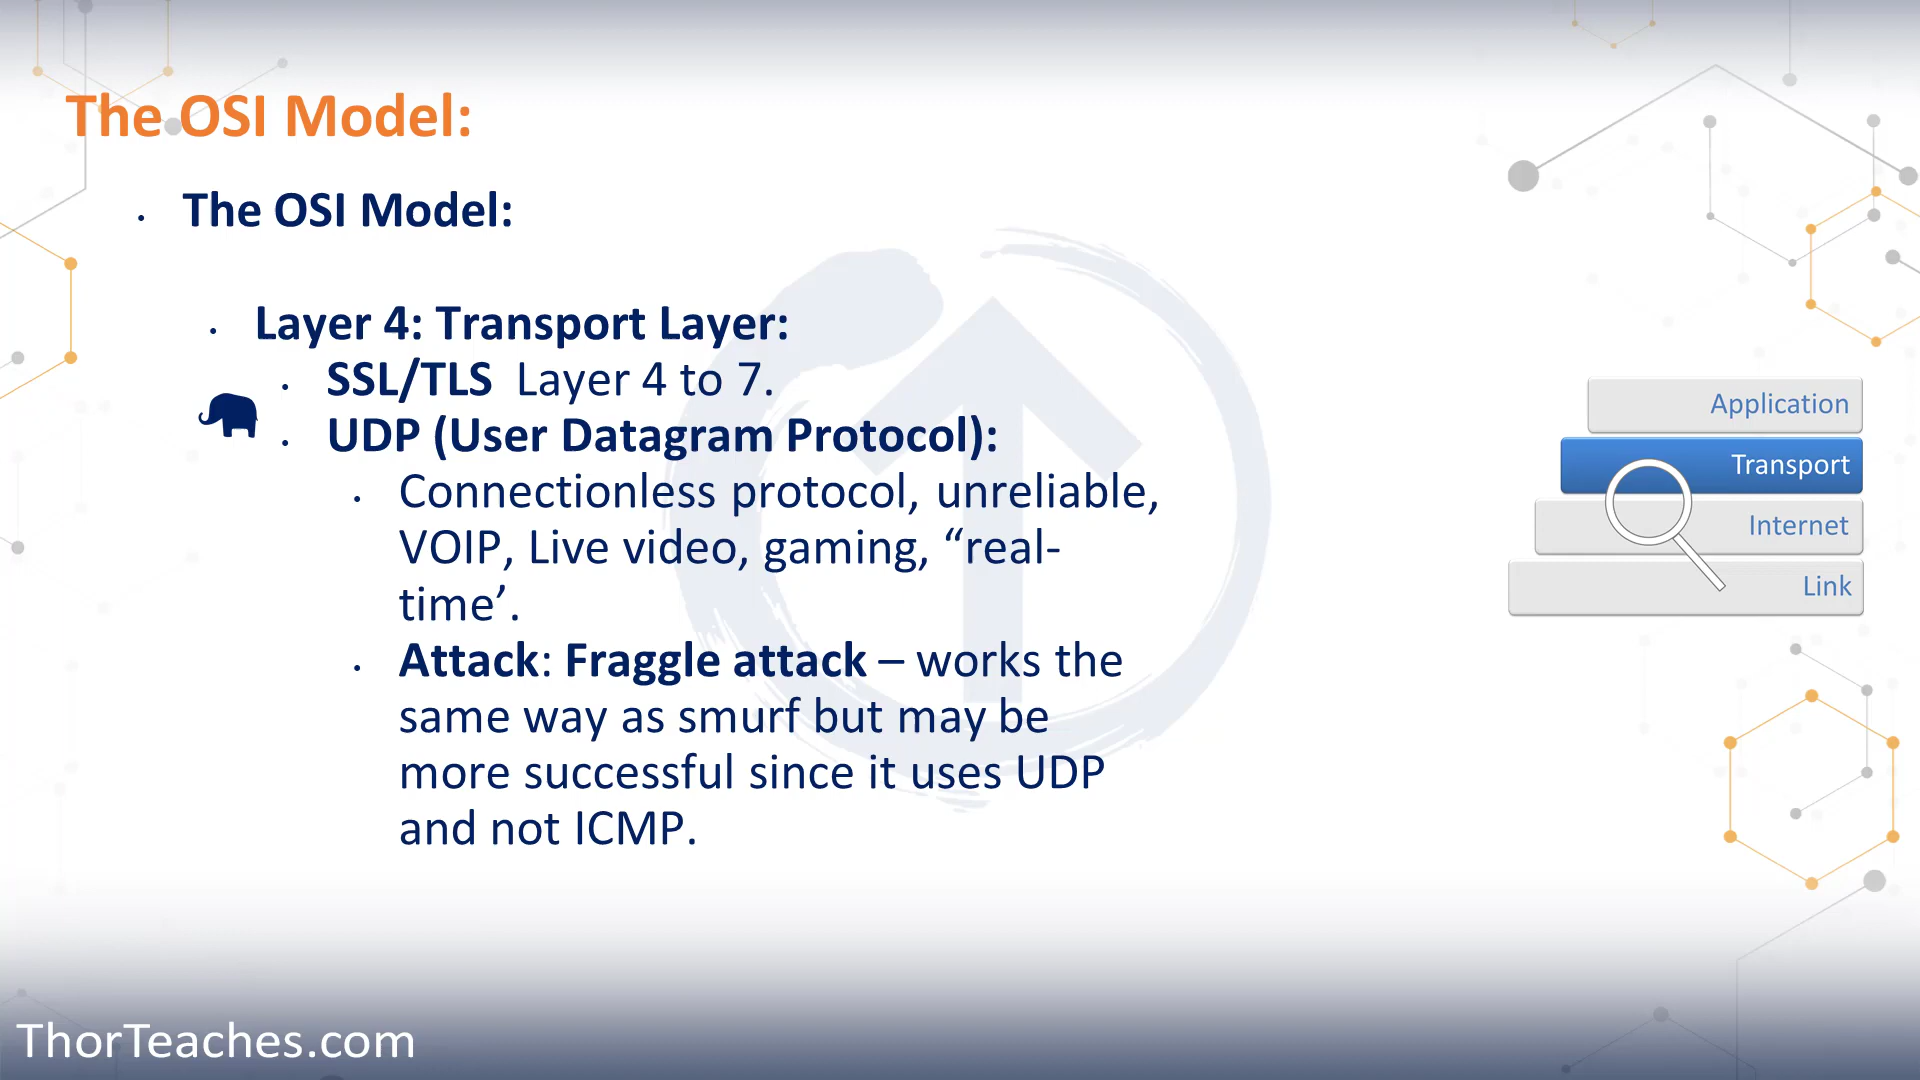 The OSI Model:
The OSI Model:
Layer 4: Transport Layer:
SSL/TLS Layer 4 to 7.
UDP (User Datagram Protocol):
Connectionless protocol, unreliable,
VOIP, Live video, gaming, “real-
time’.
Attack: Fraggle attack – works the
same way as smurf but may be
more successful since it uses UDP
and not ICMP.
Application
Transport
Internet
Link
ThorTeaches.com